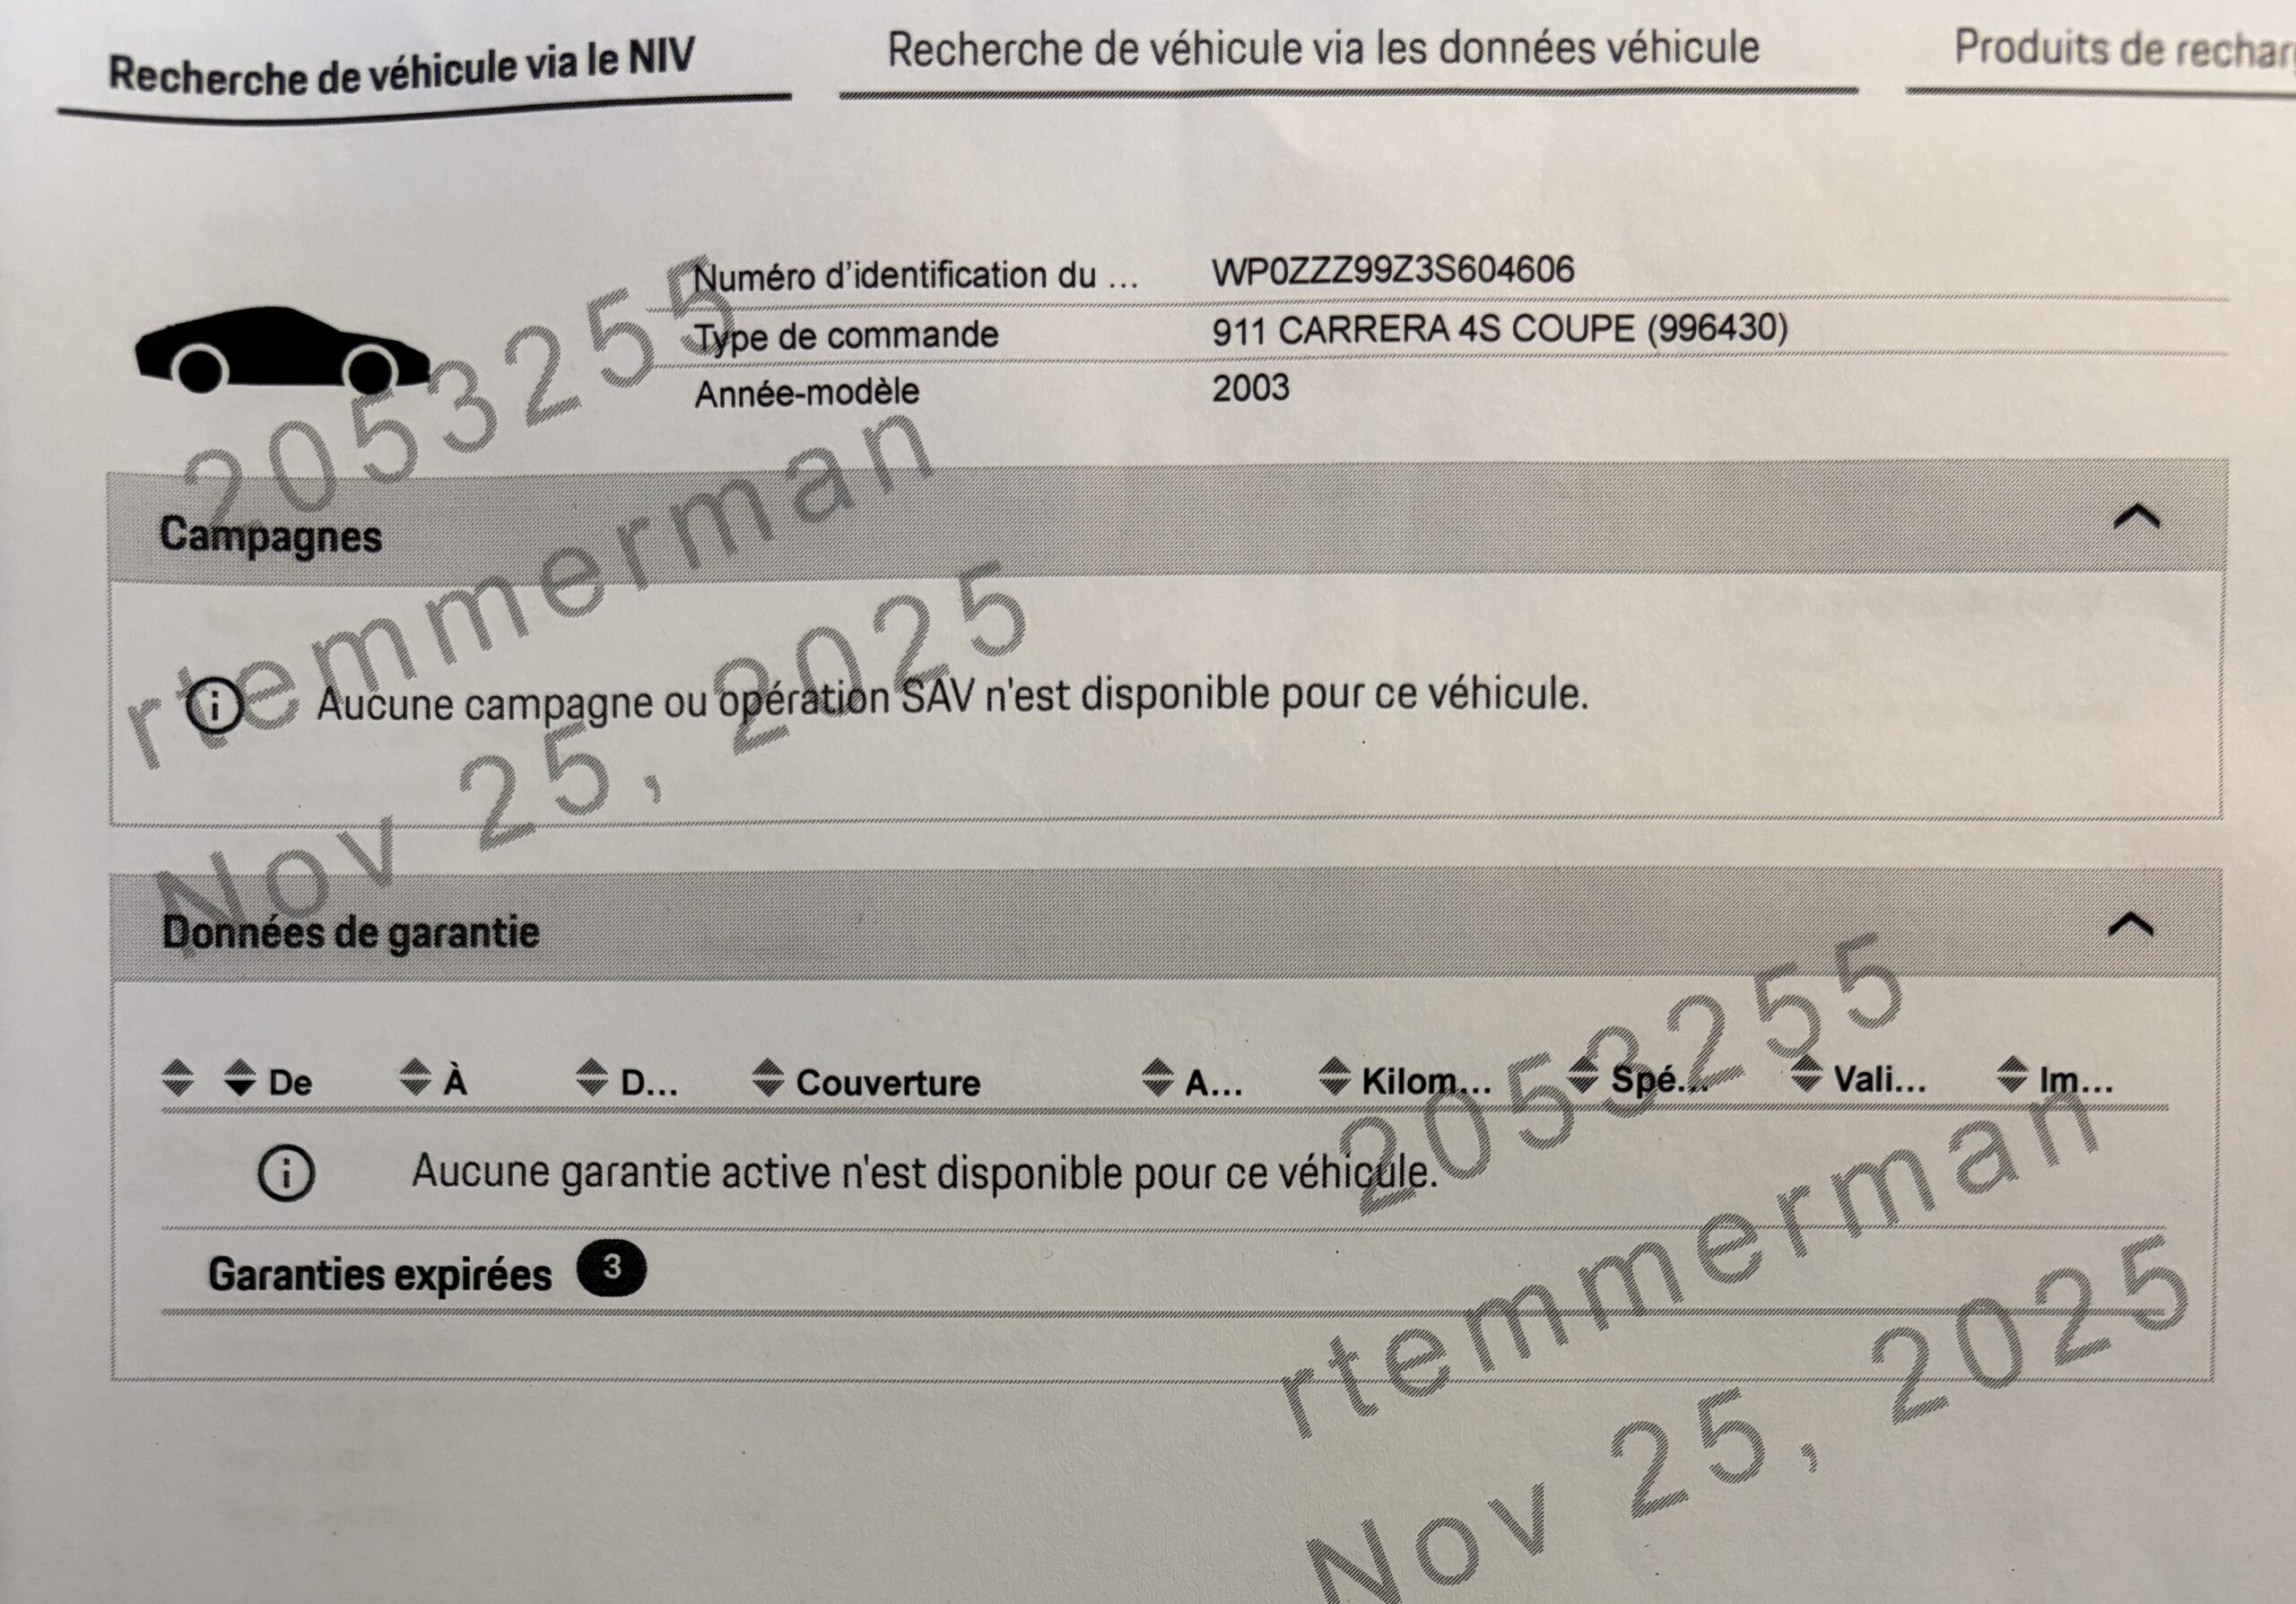 Recherche de véhicule via le NIV
Recherche de véhicule via les données véhicule
Produits de rechar
Numéro d'identification du ... WP0ZZZ99Z3S604606
Type de commande 911 CARRERA 4S COUPE (996430)
Année-modèle 2003
2053255
rtemmerman
Nov 25, 2025
Campagnes
Aucune campagne ou opération SAV n'est disponible pour ce véhicule.
Données de garantie
De À D... Couverture A... Kilom... Spé... Vali... Im...
Aucune garantie active n'est disponible pour ce véhicule.
Garanties expirées 3
2053255
rtemmerman
Nov 25, 2025